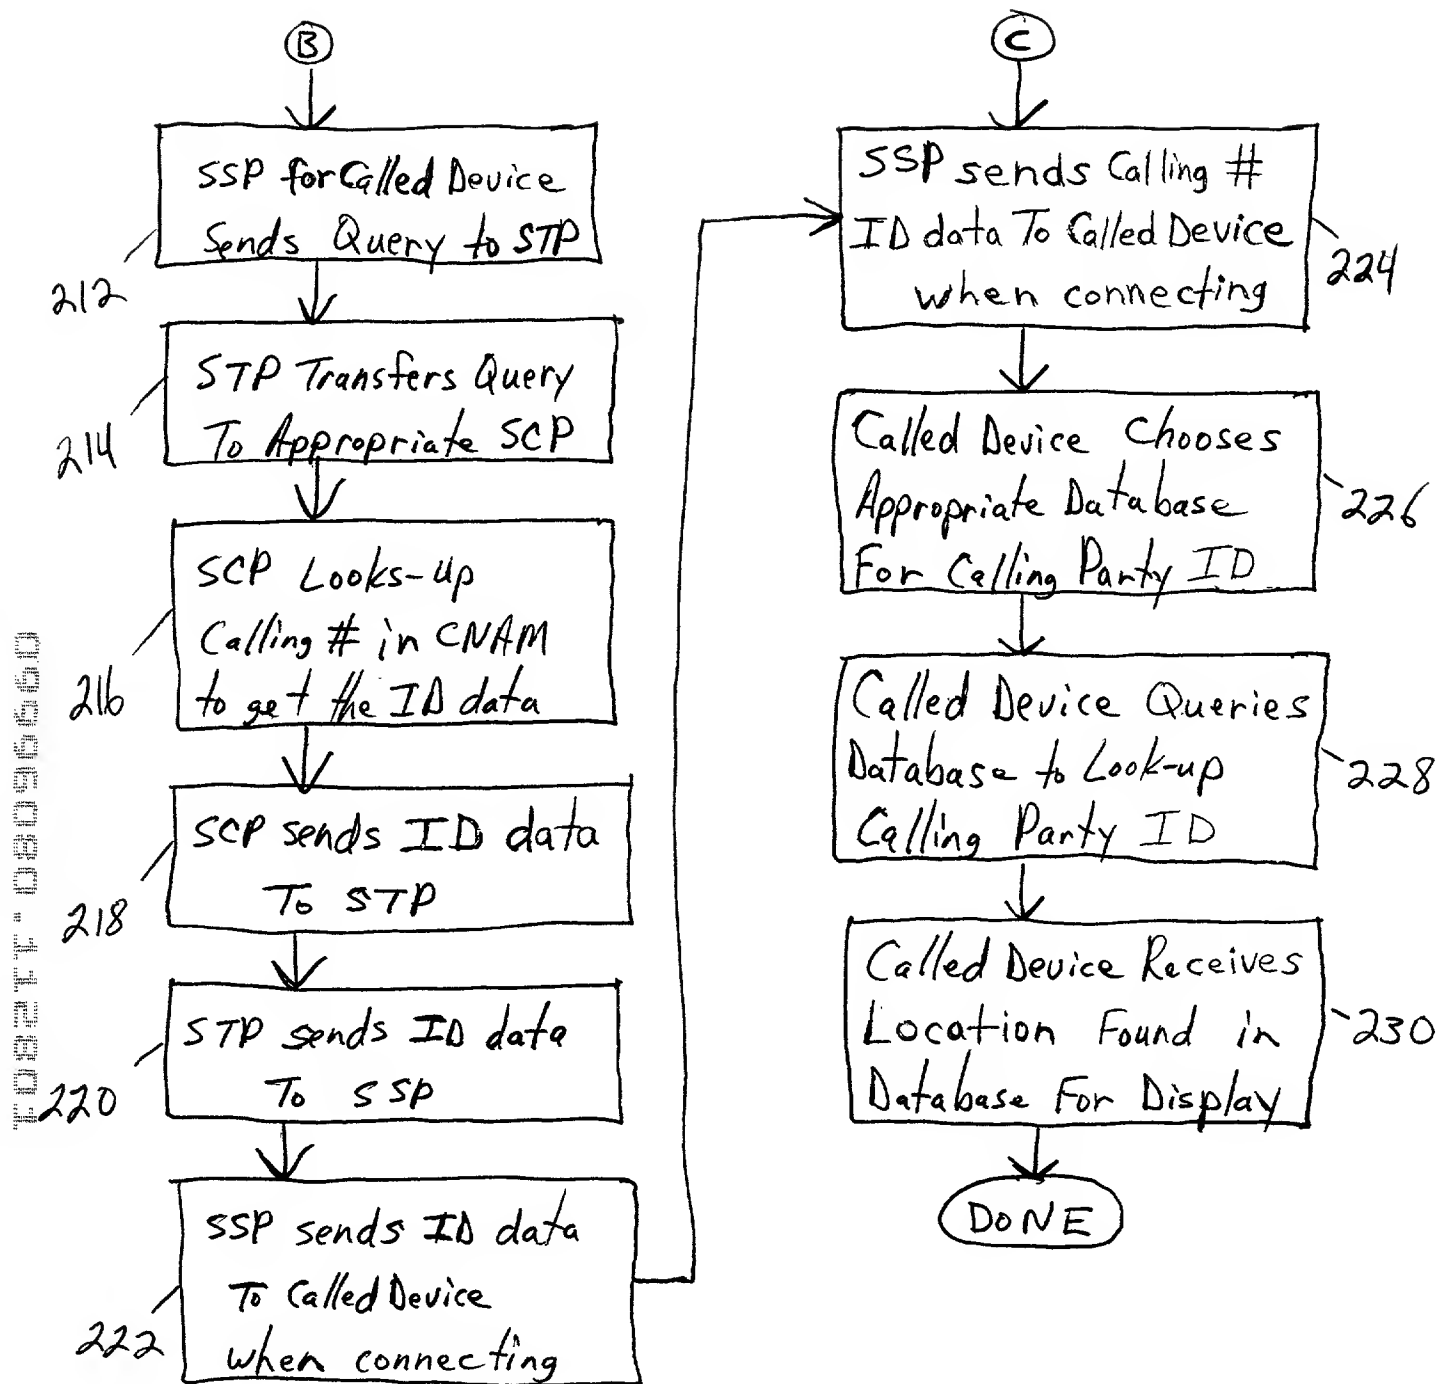 B
SSP for Called Device
Sends Query to STP
212
STP Transfers Query
To Appropriate SCP
214
SCP Looks-up
Calling # in CNAM
to get the ID data
216
SCP sends ID data
To STP
218
STP sends ID data
To SSP
220
SSP sends ID data
To Called Device
when connecting
222
C
SSP sends Calling #
ID data To Called Device
when connecting
224
Called Device Chooses
Appropriate Database
For Calling Party ID
226
Called Device Queries
Database to Look-up
Calling Party ID
228
Called Device Receives
Location Found in
Database For Display
230
DONE